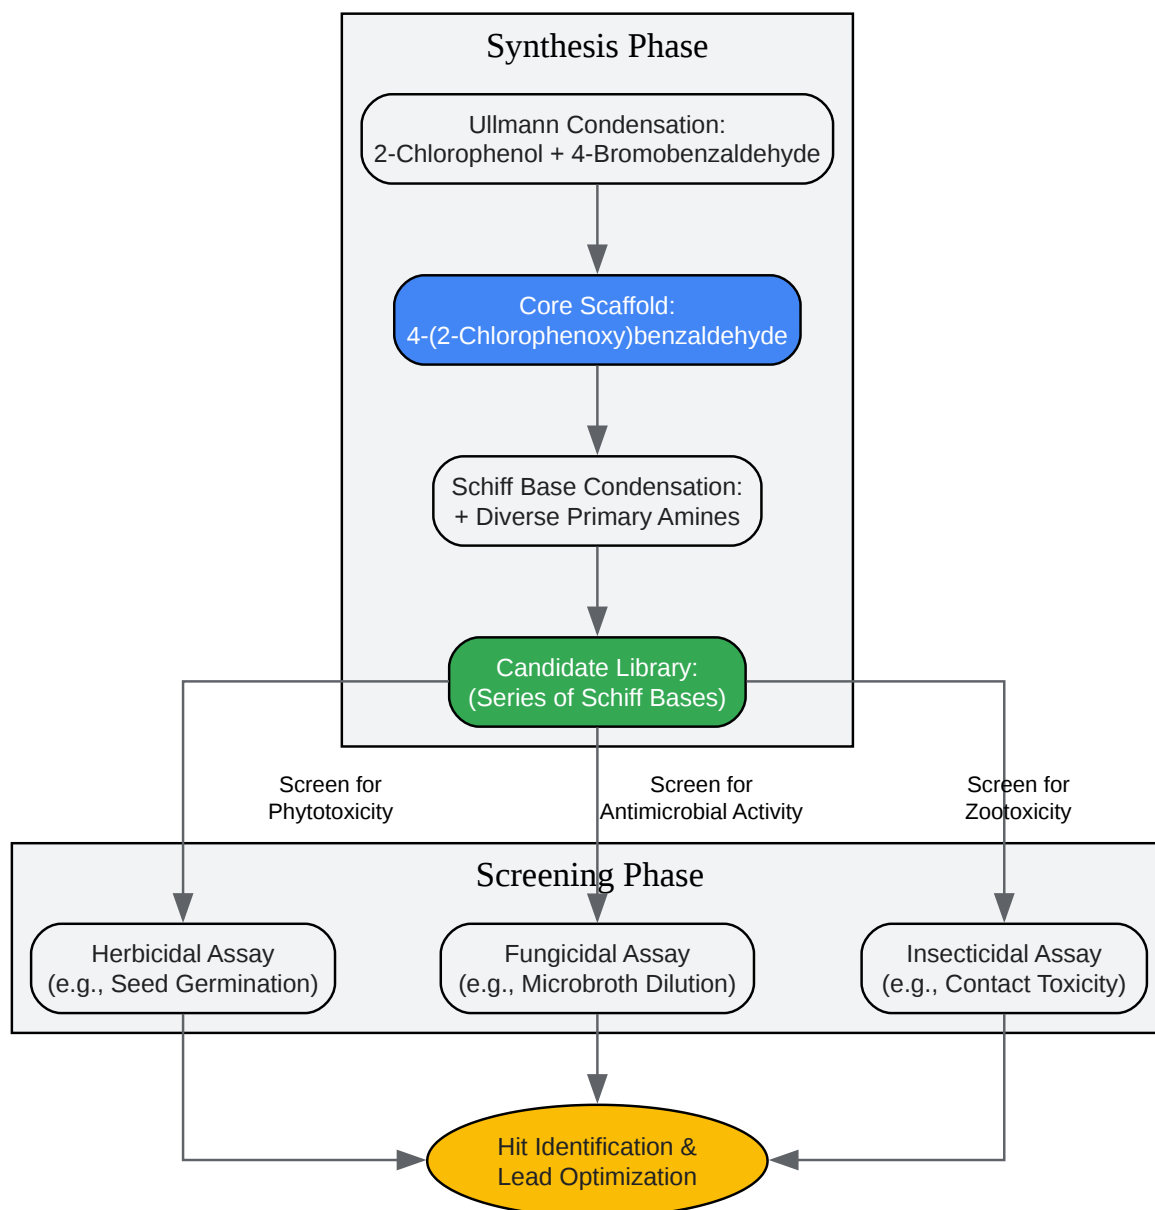 Synthesis Phase
Ullmann Condensation:
2-Chlorophenol + 4-Bromobenzaldehyde
Core Scaffold:
4-(2-Chlorophenoxy)benzaldehyde
Schiff Base Condensation:
+ Diverse Primary Amines
Candidate Library:
(Series of Schiff Bases)
Screen for
Phytotoxicity
Screen for
Antimicrobial Activity
Screen for
Zootoxicity
Screening Phase
Herbicidal Assay
(e.g., Seed Germination)
Fungicidal Assay
(e.g., Microbroth Dilution)
Insecticidal Assay
(e.g., Contact Toxicity)
Hit Identification &
Lead Optimization